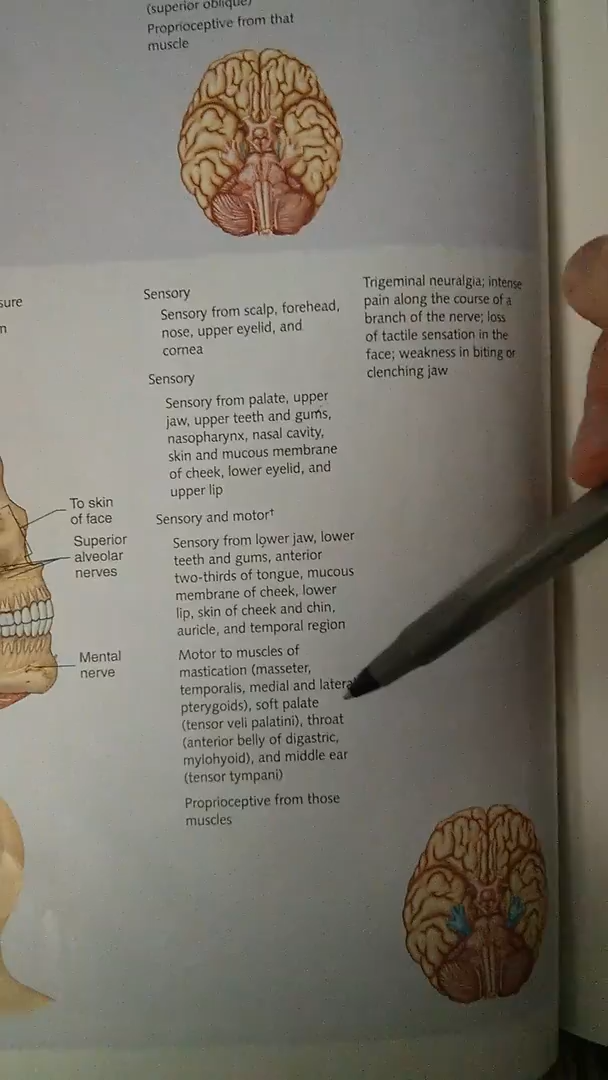 (superior oblique)
Proprioceptive from that
muscle
sure
n
Sensory
Sensory from scalp, forehead,
nose, upper eyelid, and
cornea
Sensory
Sensory from palate, upper
jaw, upper teeth and gums,
nasopharynx, nasal cavity,
skin and mucous membrane
of cheek, lower eyelid, and
upper lip
Sensory and motor†
Sensory from lower jaw, lower
teeth and gums, anterior
two-thirds of tongue, mucous
membrane of cheek, lower
lip, skin of cheek and chin,
auricle, and temporal region
Motor to muscles of
mastication (masseter,
temporalis, medial and lateral
pterygoids), soft palate
(tensor veli palatini), throat
(anterior belly of digastric,
mylohyoid), and middle ear
(tensor tympani)
Proprioceptive from those
muscles
Trigeminal neuralgia; intense
pain along the course of a
branch of the nerve; loss
of tactile sensation in the
face; weakness in biting or
clenching jaw
To skin
of face
Superior
alveolar
nerves
Mental
nerve